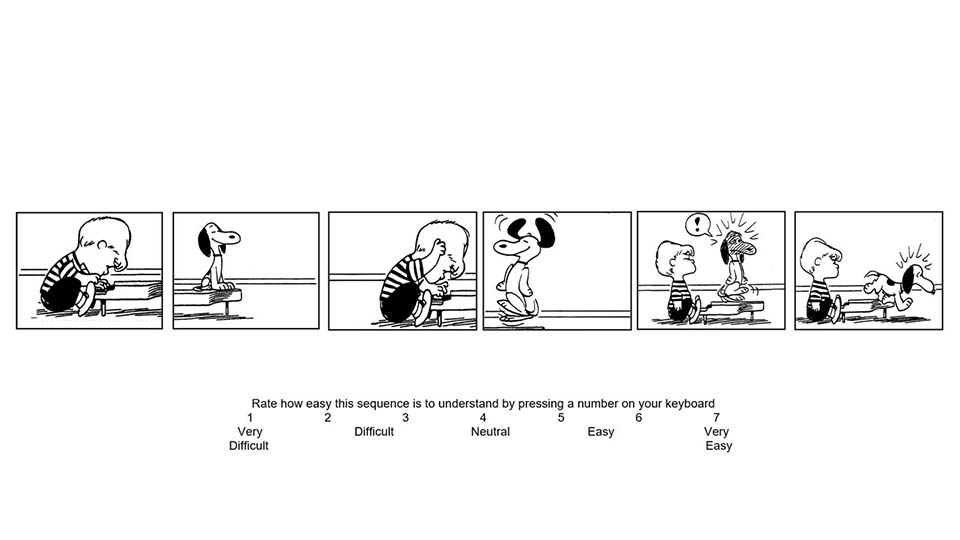 !
Rate how easy this sequence is to understand by pressing a number on your keyboard
1 2 3 4 5 6 7
Very Difficult Neutral Easy Very
Difficult Easy